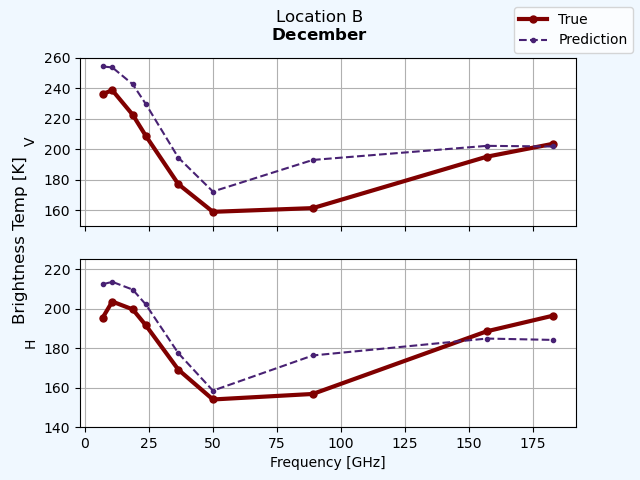 Location B
December
True
Prediction
Brightness Temp [K]
V
260
240
220
200
180
160
H
220
200
180
160
140
0 25 50 75 100 125 150 175
Frequency [GHz]